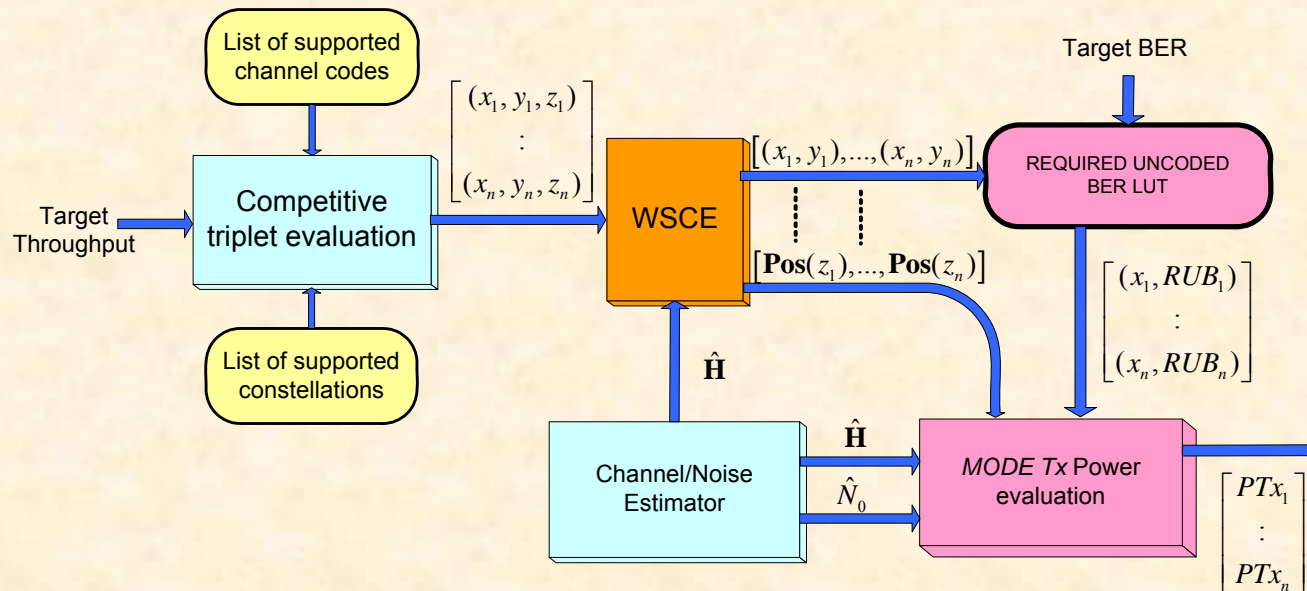 List of supported
channel codes
Target BER
[(x₁, y₁, z₁)
:
(xₙ, yₙ, zₙ)]
Competitive
triplet evaluation
Target
Throughput
WSCE
[(x₁, y₁),...,(xₙ, yₙ)]
REQUIRED UNCODED
BER LUT
[Pos(z₁),...,Pos(zₙ)]
[(x₁, RUB₁)
:
(xₙ, RUBₙ)]
List of supported
constellations
Ĥ
Channel/Noise
Estimator
Ĥ
N̂₀
MODE Tx Power
evaluation
[PTx₁
:
PTxₙ]